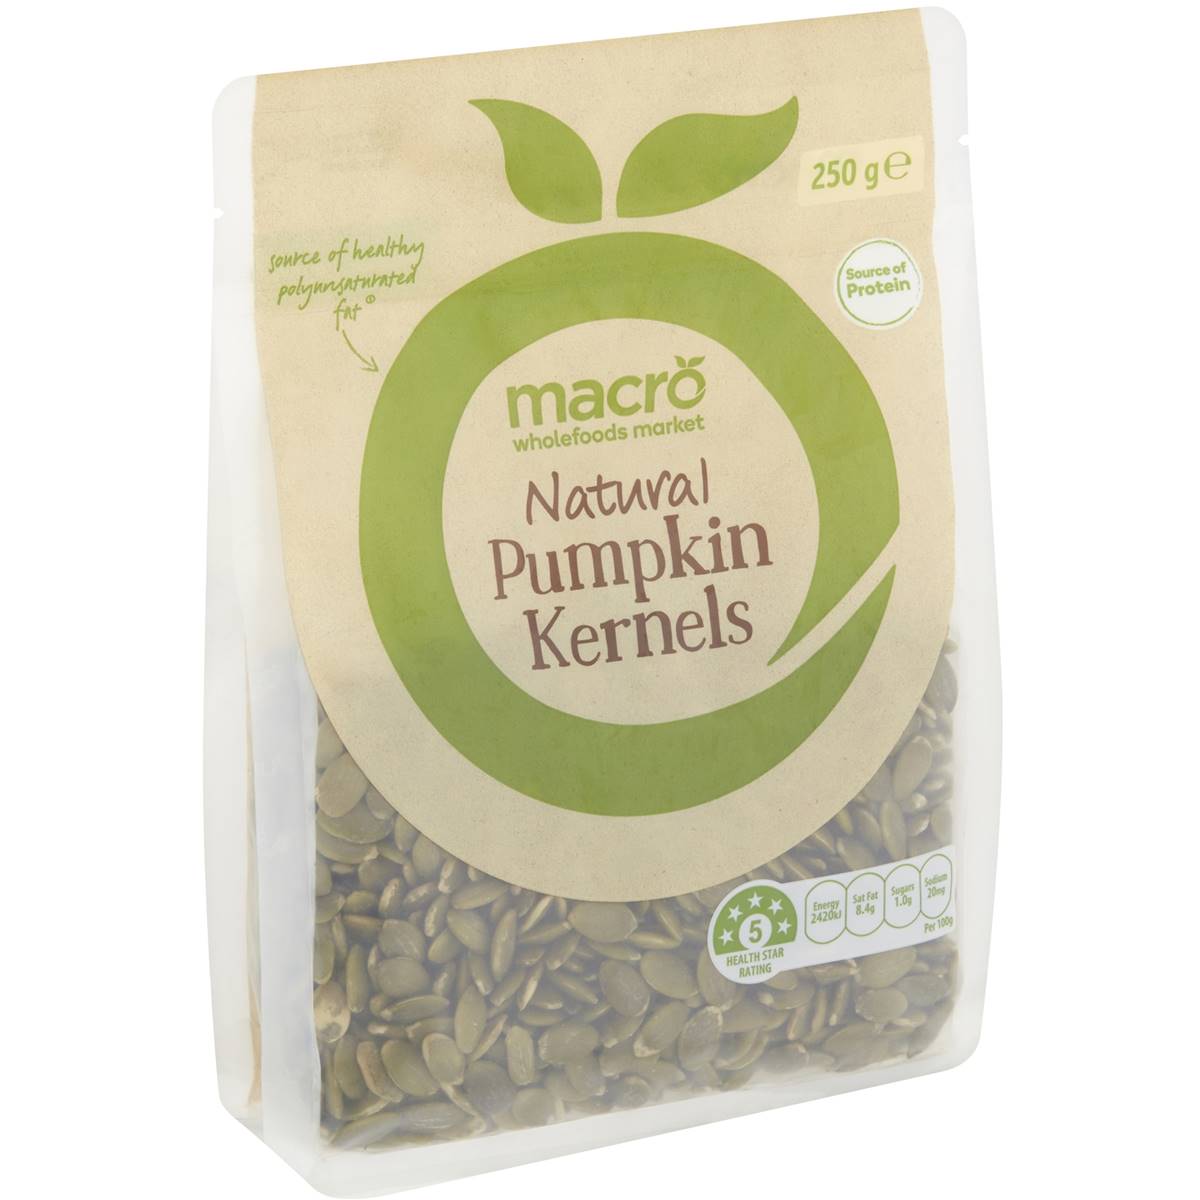 250 g ℮
source of healthy
polyunsaturated
fat
Source of
Protein
macro
wholefoods market
Natural
Pumpkin
Kernels
5
HEALTH STAR
RATING
Energy
2420kJ
Sat Fat
8.4g
Sugars
1.0g
Sodium
20mg
Per 100g